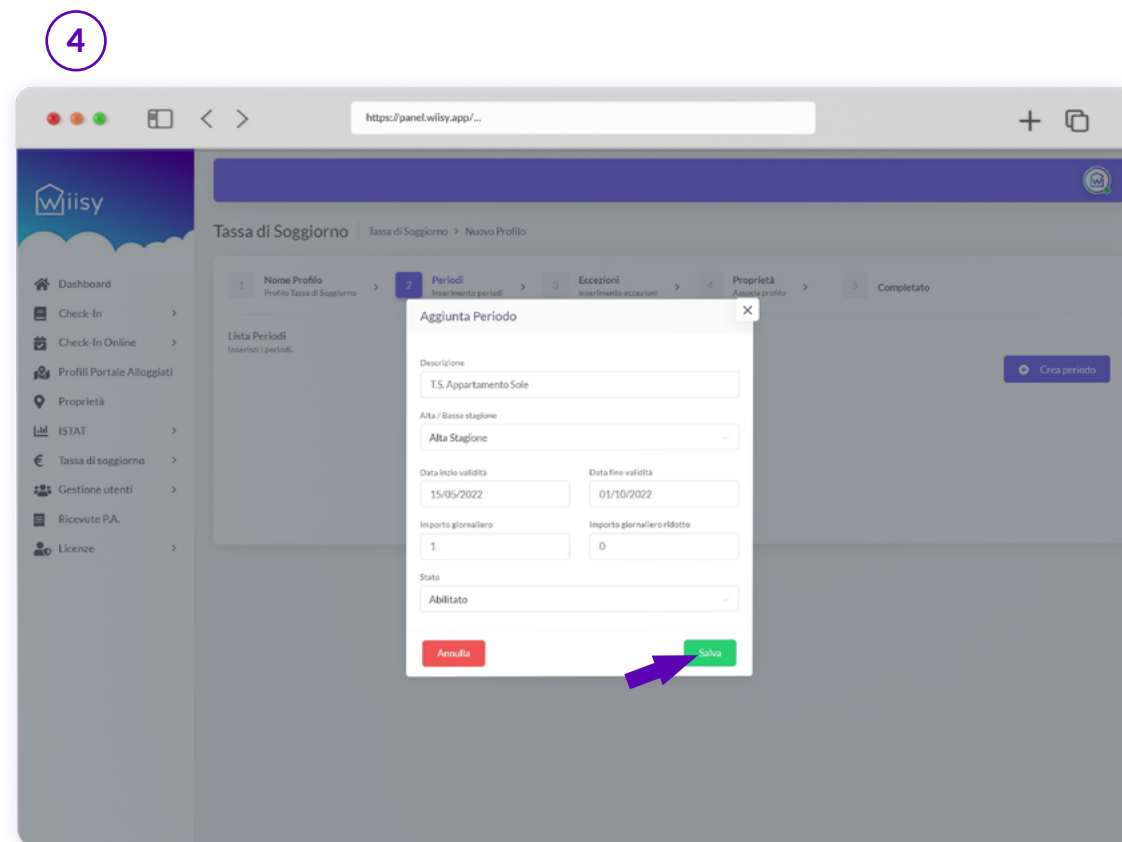 4
https://panel.wiisy.app/...
Wiisy
Tassa di Soggiorno
Tassa di Soggiorno > Nuovo Profilo
Dashboard
Check-In
Check-In Online
Profili Portale Alloggiati
Proprietà
ISTAT
Tassa di soggiorno
Gestione utenti
Ricevute P.A.
Licenze
1 Nome Profilo
Profilo Tassa di Soggiorno
2 Periodi
Inserimento periodi
3 Eccezioni
Inserimento eccezioni
4 Proprietà
Associa profilo
5 Completato
Lista Periodi
Inserisci i periodi.
Crea periodo
Aggiunta Periodo
Descrizione
T.S. Appartamento Sole
Alta / Bassa stagione
Alta Stagione
Data inzio validità
Data fine validità
15/05/2022
01/10/2022
Importo giornaliero
Importo giornaliero ridotto
1
0
Stato
Abilitato
Annulla
Salva